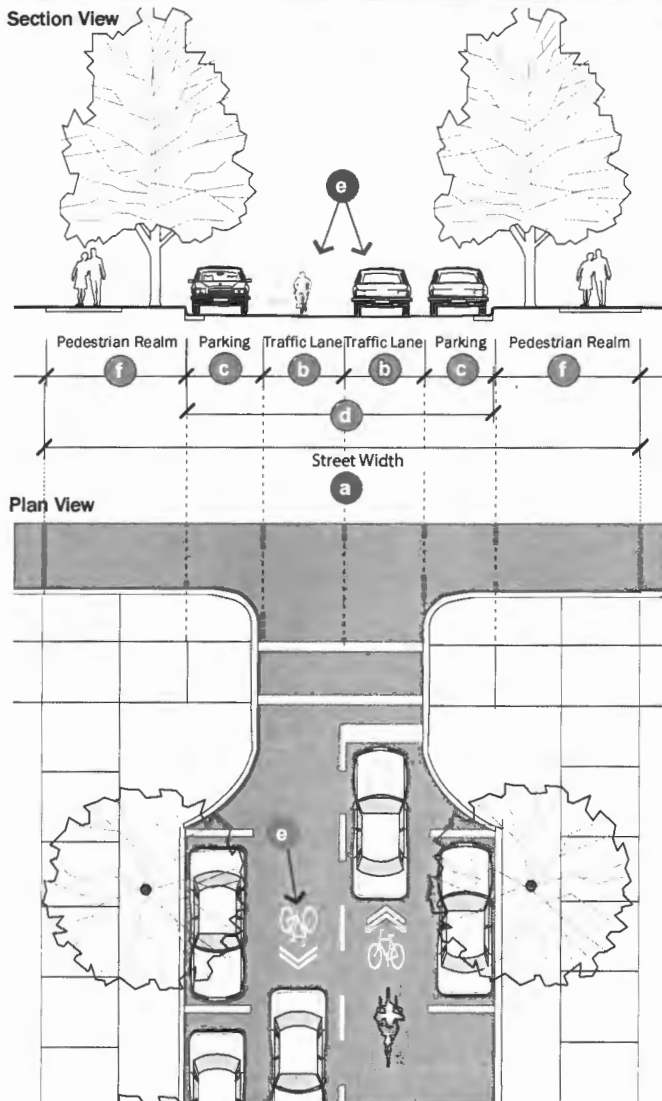 Section View
e
Pedestrian Realm Parking Traffic Lane Traffic Lane Parking Pedestrian Realm
f c b b c f
d
Street Width
a
Plan View
e